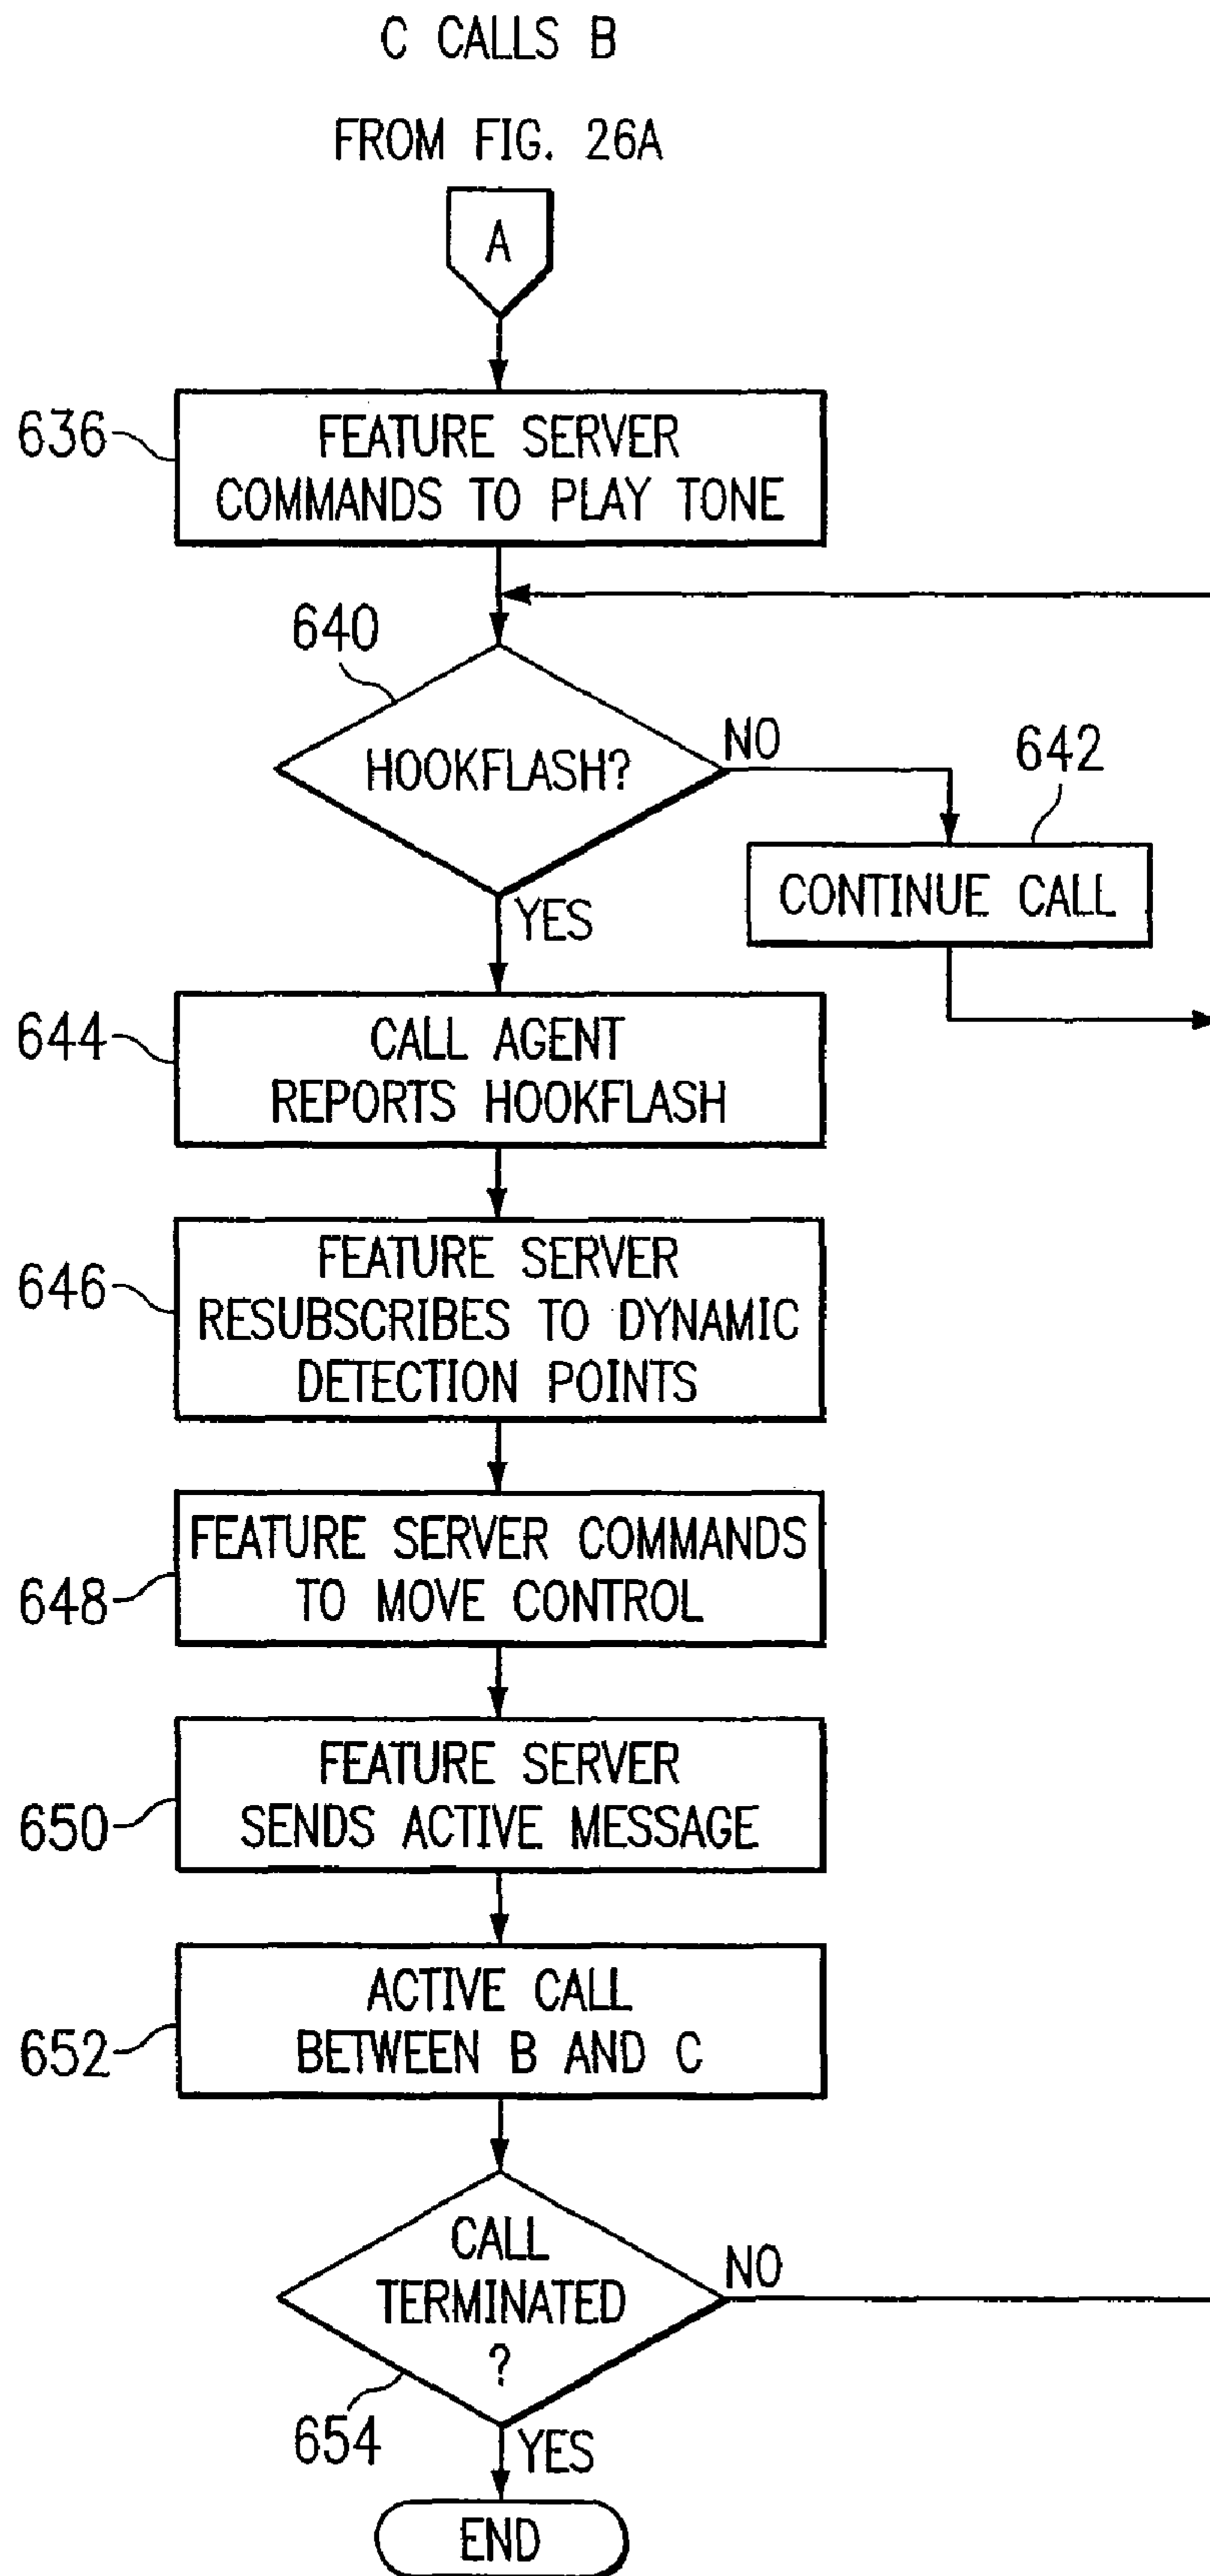 C CALLS B
FROM FIG. 26A
A
636
FEATURE SERVER
COMMANDS TO PLAY TONE
640
HOOKFLASH?
NO
642
CONTINUE CALL
YES
644
CALL AGENT
REPORTS HOOKFLASH
646
FEATURE SERVER
RESUBSCRIBES TO DYNAMIC
DETECTION POINTS
648
FEATURE SERVER COMMANDS
TO MOVE CONTROL
650
FEATURE SERVER
SENDS ACTIVE MESSAGE
652
ACTIVE CALL
BETWEEN B AND C
CALL
TERMINATED
?
NO
654
YES
END